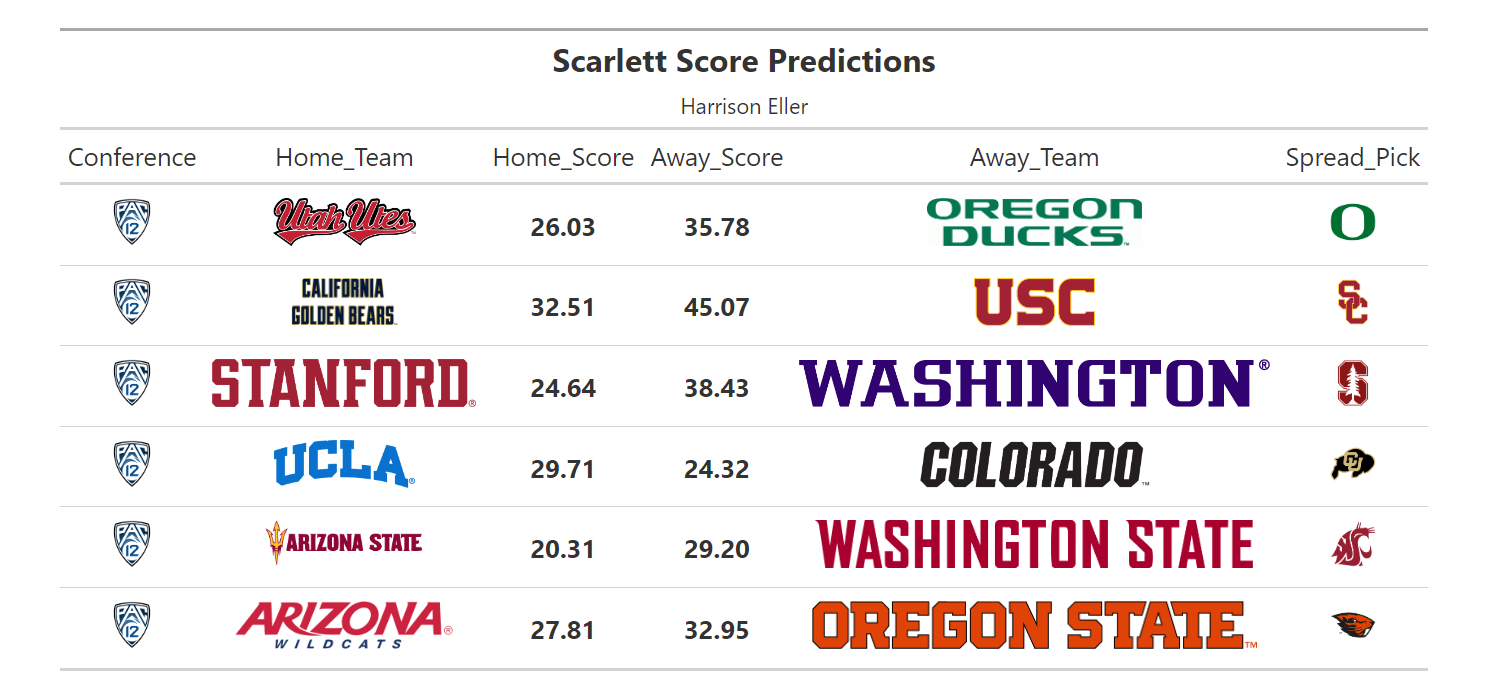 Scarlett Score Predictions
Harrison Eller
Conference Home_Team Home_Score Away_Score Away_Team Spread_Pick
PAC 12 Utah Utes 26.03 35.78 OREGON DUCKS™ O
PAC 12 CALIFORNIA GOLDEN BEARS 32.51 45.07 USC SC
PAC 12 STANFORD® 24.64 38.43 WASHINGTON® S
PAC 12 UCLA® 29.71 24.32 COLORADO™ CU
PAC 12 ARIZONA STATE 20.31 29.20 WASHINGTON STATE
PAC 12 ARIZONA® WILDCATS 27.81 32.95 OREGON STATE™